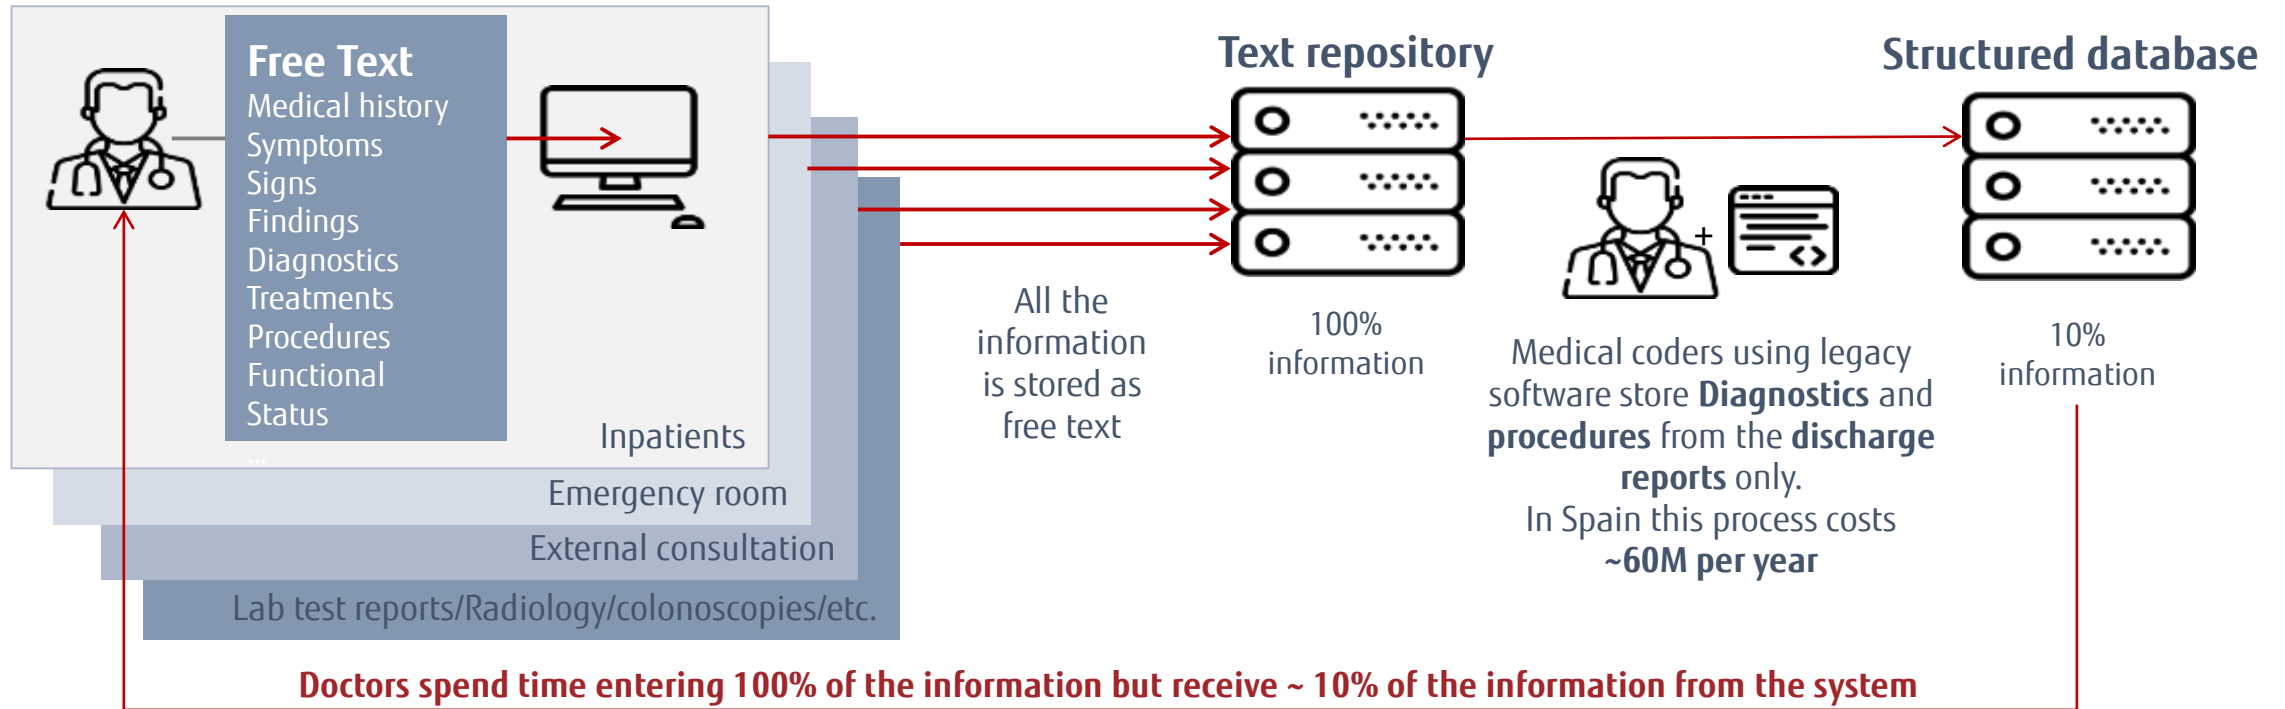 Free Text
Medical history
Symptoms
Signs
Findings
Diagnostics
Treatments
Procedures
Functional
Status
...
Inpatients
Emergency room
External consultation
Lab test reports/Radiology/colonoscopies/etc.
All the
information
is stored as
free text
Text repository
100%
information
+
Medical coders using legacy
software store Diagnostics and
procedures from the discharge
reports only.
In Spain this process costs
~60M per year
Structured database
10%
information
Doctors spend time entering 100% of the information but receive ~ 10% of the information from the system